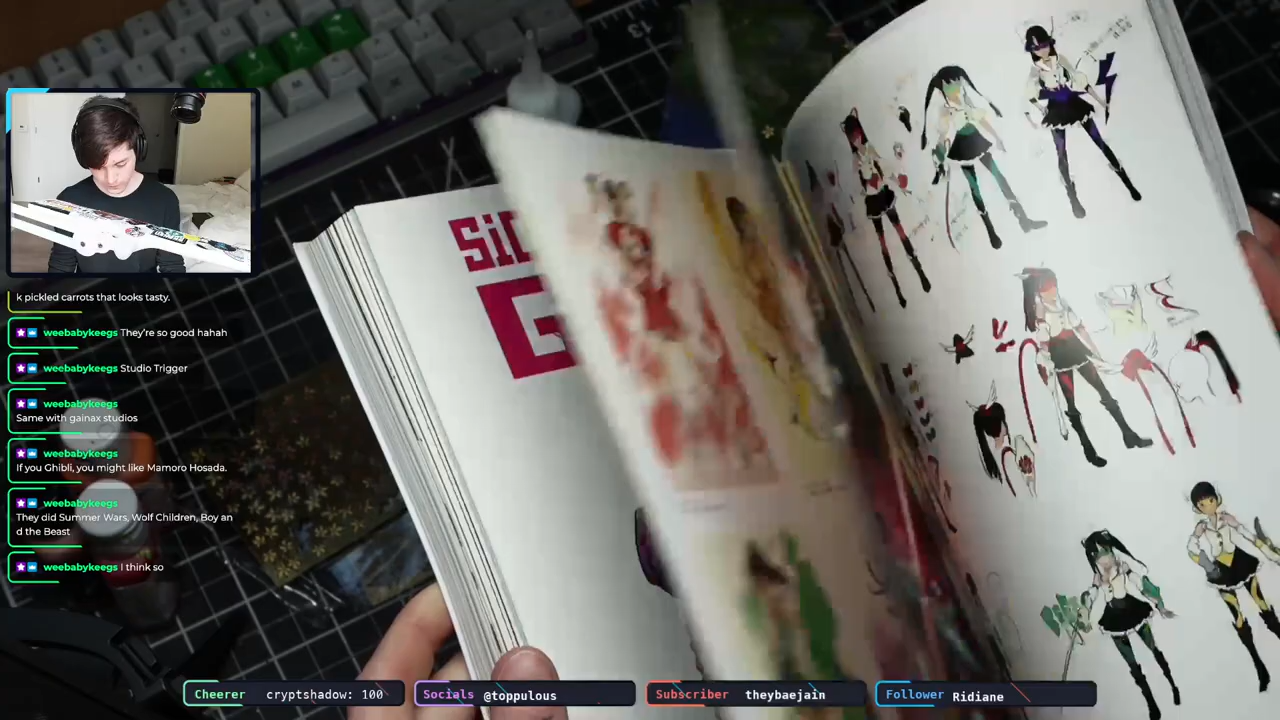 13
SiD
G
k pickled carrots that looks tasty.
weebabykeegs They're so good hahah
weebabykeegs Studio Trigger
weebabykeegs
Same with gainax studios
weebabykeegs
If you Ghibli, you might like Mamoro Hosada.
weebabykeegs
They did Summer Wars, Wolf Children, Boy an
d the Beast
weebabykeegs I think so
Cheerer cryptshadow: 100
Socials @toppulous
Subscriber theybaejain
Follower Ridiane